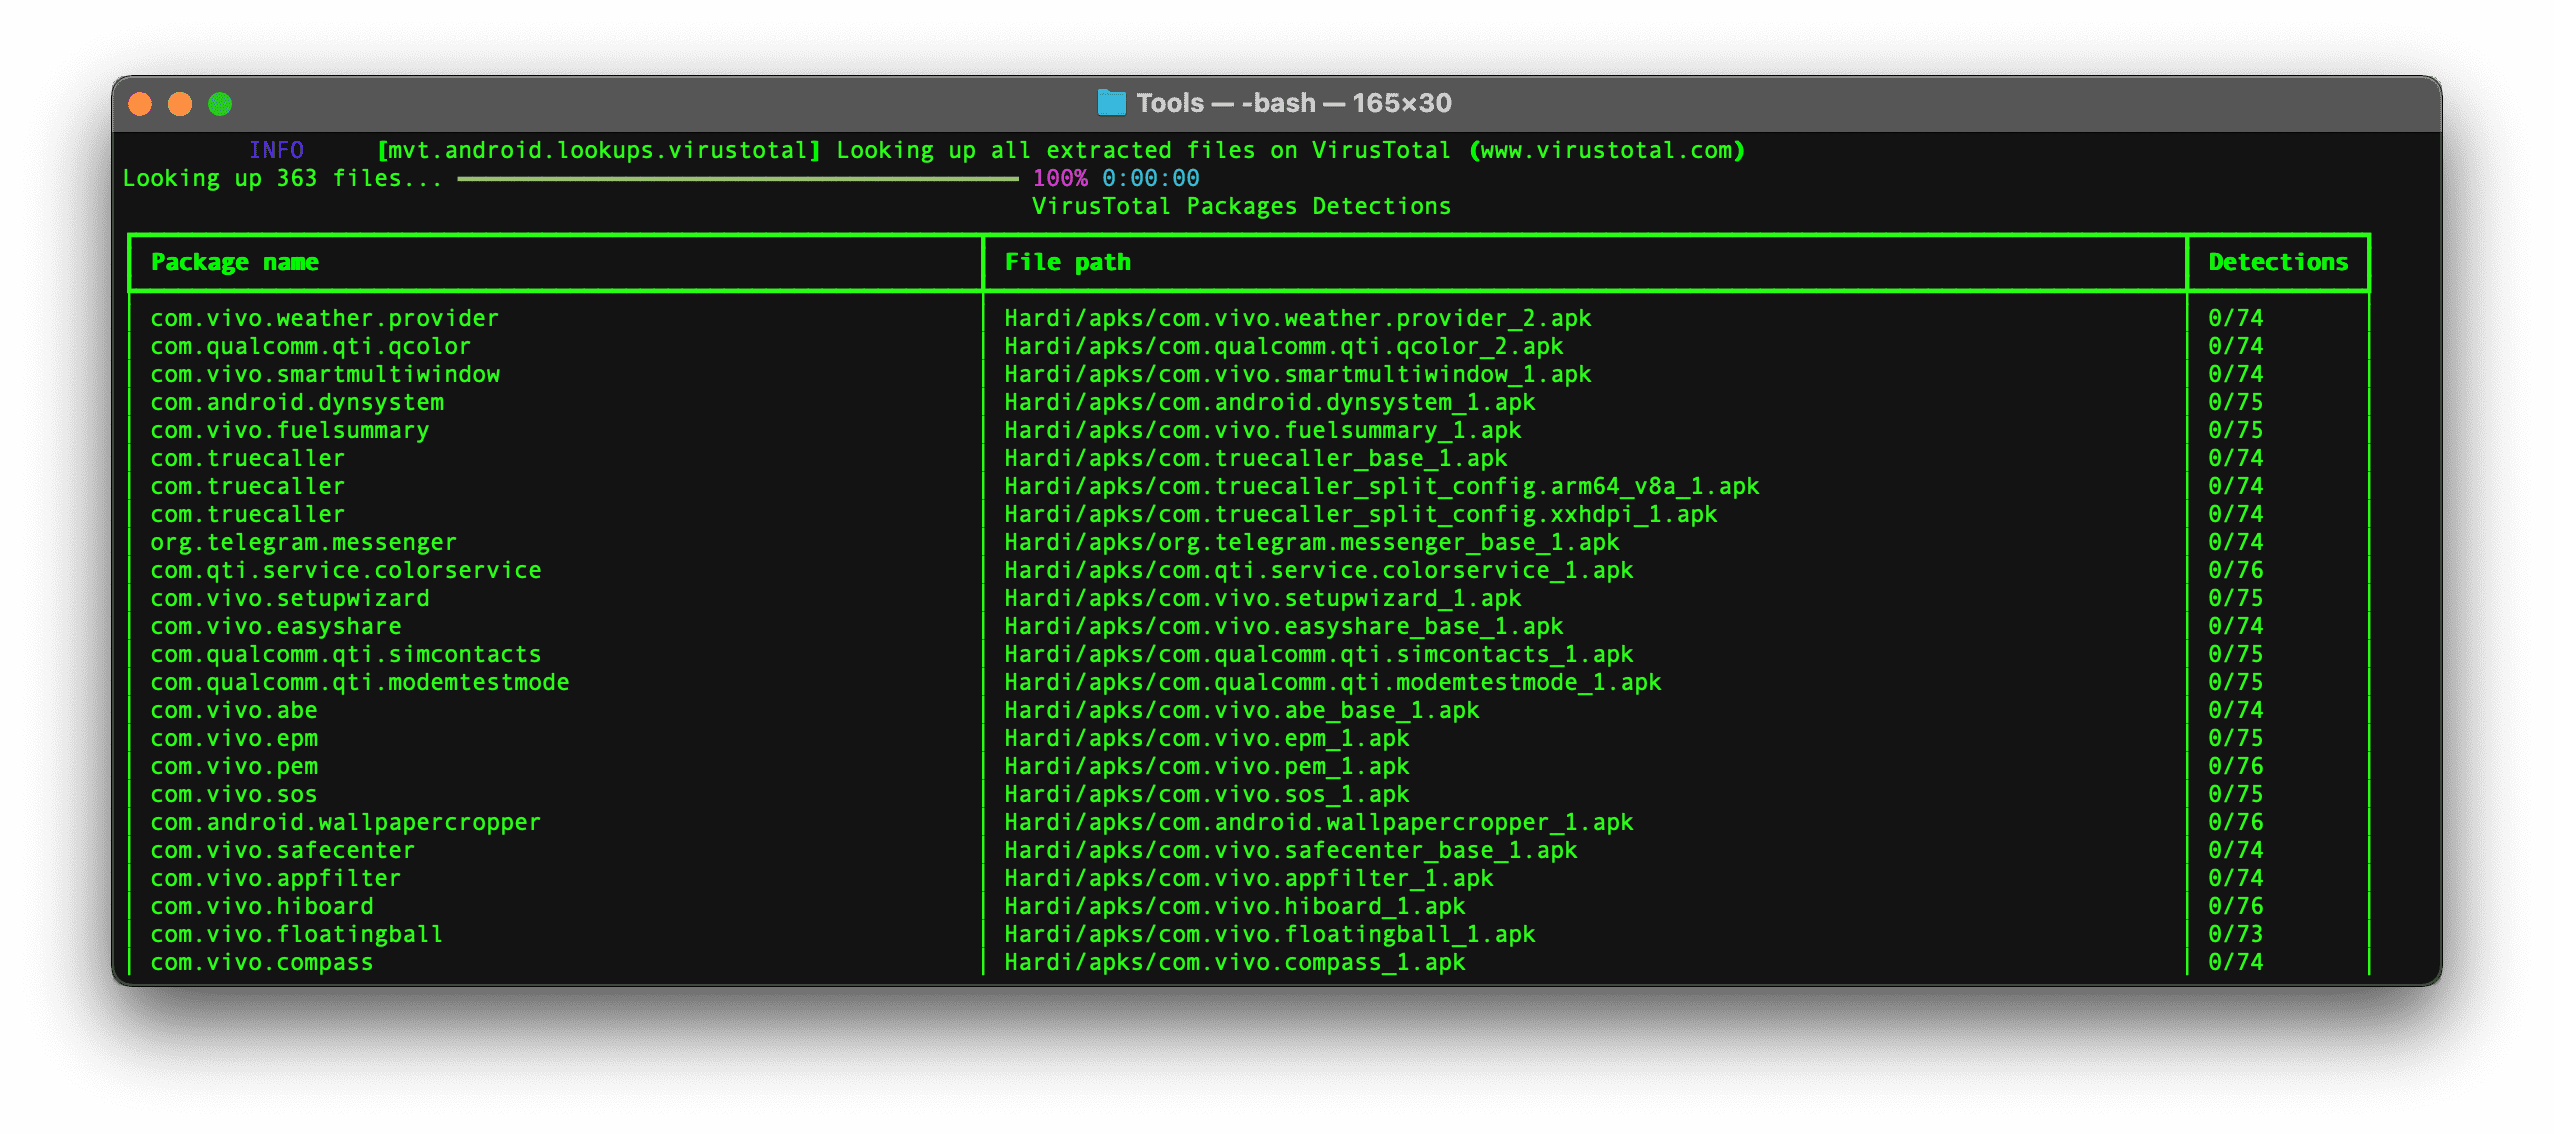 Tools — -bash — 165×30
INFO [mvt.android.lookups.virustotal] Looking up all extracted files on VirusTotal (www.virustotal.com)
Looking up 363 files... 100% 0:00:00
VirusTotal Packages Detections
Package name File path Detections
com.vivo.weather.provider Hardi/apks/com.vivo.weather.provider_2.apk 0/74
com.qualcomm.qti.qcolor Hardi/apks/com.qualcomm.qti.qcolor_2.apk 0/74
com.vivo.smartmultiwindow Hardi/apks/com.vivo.smartmultiwindow_1.apk 0/74
com.android.dynsystem Hardi/apks/com.android.dynsystem_1.apk 0/75
com.vivo.fuelsummary Hardi/apks/com.vivo.fuelsummary_1.apk 0/75
com.truecaller Hardi/apks/com.truecaller_base_1.apk 0/74
com.truecaller Hardi/apks/com.truecaller_split_config.arm64_v8a_1.apk 0/74
com.truecaller Hardi/apks/com.truecaller_split_config.xxhdpi_1.apk 0/74
org.telegram.messenger Hardi/apks/org.telegram.messenger_base_1.apk 0/74
com.qti.service.colorservice Hardi/apks/com.qti.service.colorservice_1.apk 0/76
com.vivo.setupwizard Hardi/apks/com.vivo.setupwizard_1.apk 0/75
com.vivo.easyshare Hardi/apks/com.vivo.easyshare_base_1.apk 0/74
com.qualcomm.qti.simcontacts Hardi/apks/com.qualcomm.qti.simcontacts_1.apk 0/75
com.qualcomm.qti.modemtestmode Hardi/apks/com.qualcomm.qti.modemtestmode_1.apk 0/75
com.vivo.abe Hardi/apks/com.vivo.abe_base_1.apk 0/74
com.vivo.epm Hardi/apks/com.vivo.epm_1.apk 0/75
com.vivo.pem Hardi/apks/com.vivo.pem_1.apk 0/76
com.vivo.sos Hardi/apks/com.vivo.sos_1.apk 0/75
com.android.wallpapercropper Hardi/apks/com.android.wallpapercropper_1.apk 0/76
com.vivo.safecenter Hardi/apks/com.vivo.safecenter_base_1.apk 0/74
com.vivo.appfilter Hardi/apks/com.vivo.appfilter_1.apk 0/74
com.vivo.hiboard Hardi/apks/com.vivo.hiboard_1.apk 0/76
com.vivo.floatingball Hardi/apks/com.vivo.floatingball_1.apk 0/73
com.vivo.compass Hardi/apks/com.vivo.compass_1.apk 0/74